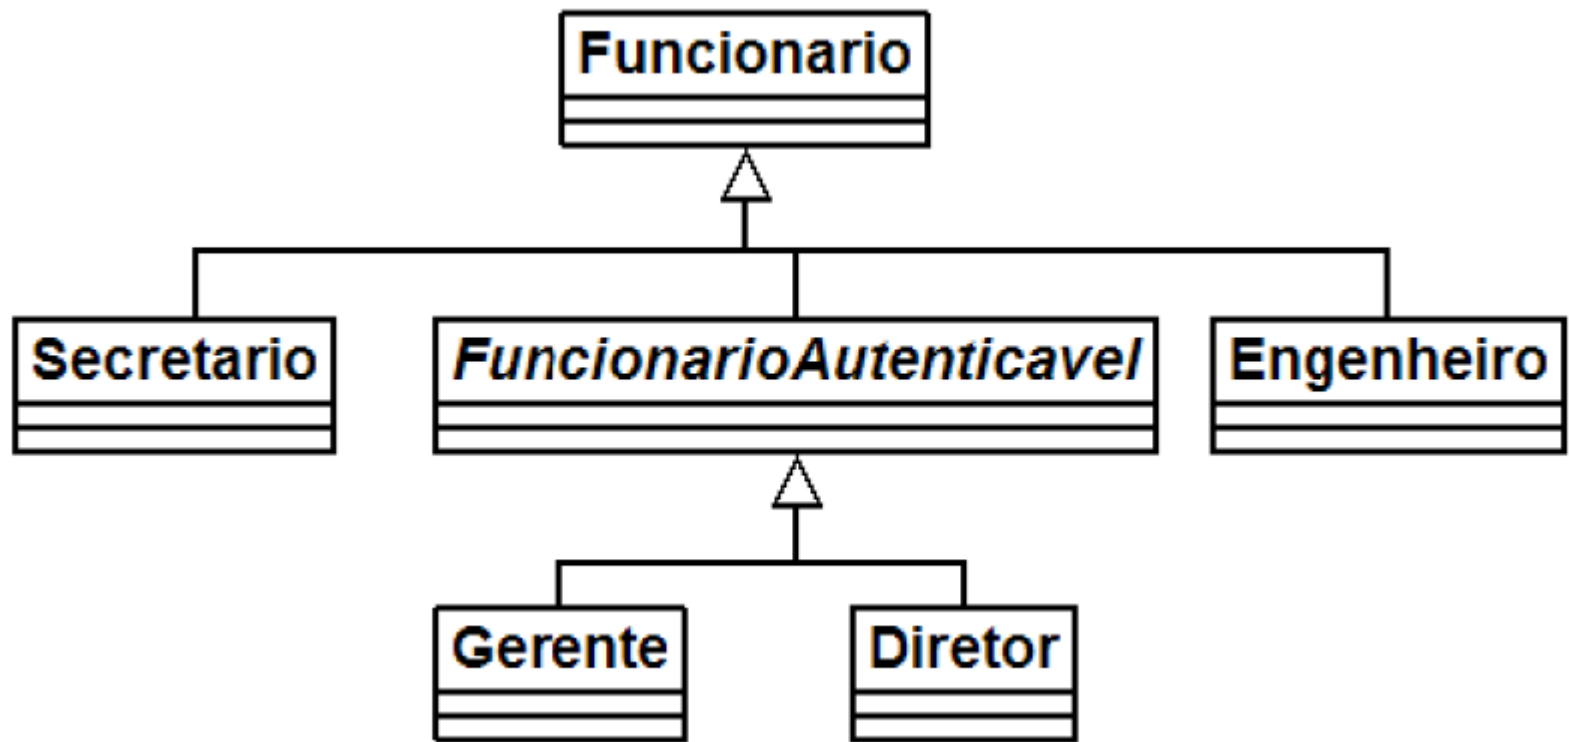 Funcionario
Secretario
FuncionarioAutenticavel
Engenheiro
Gerente
Diretor